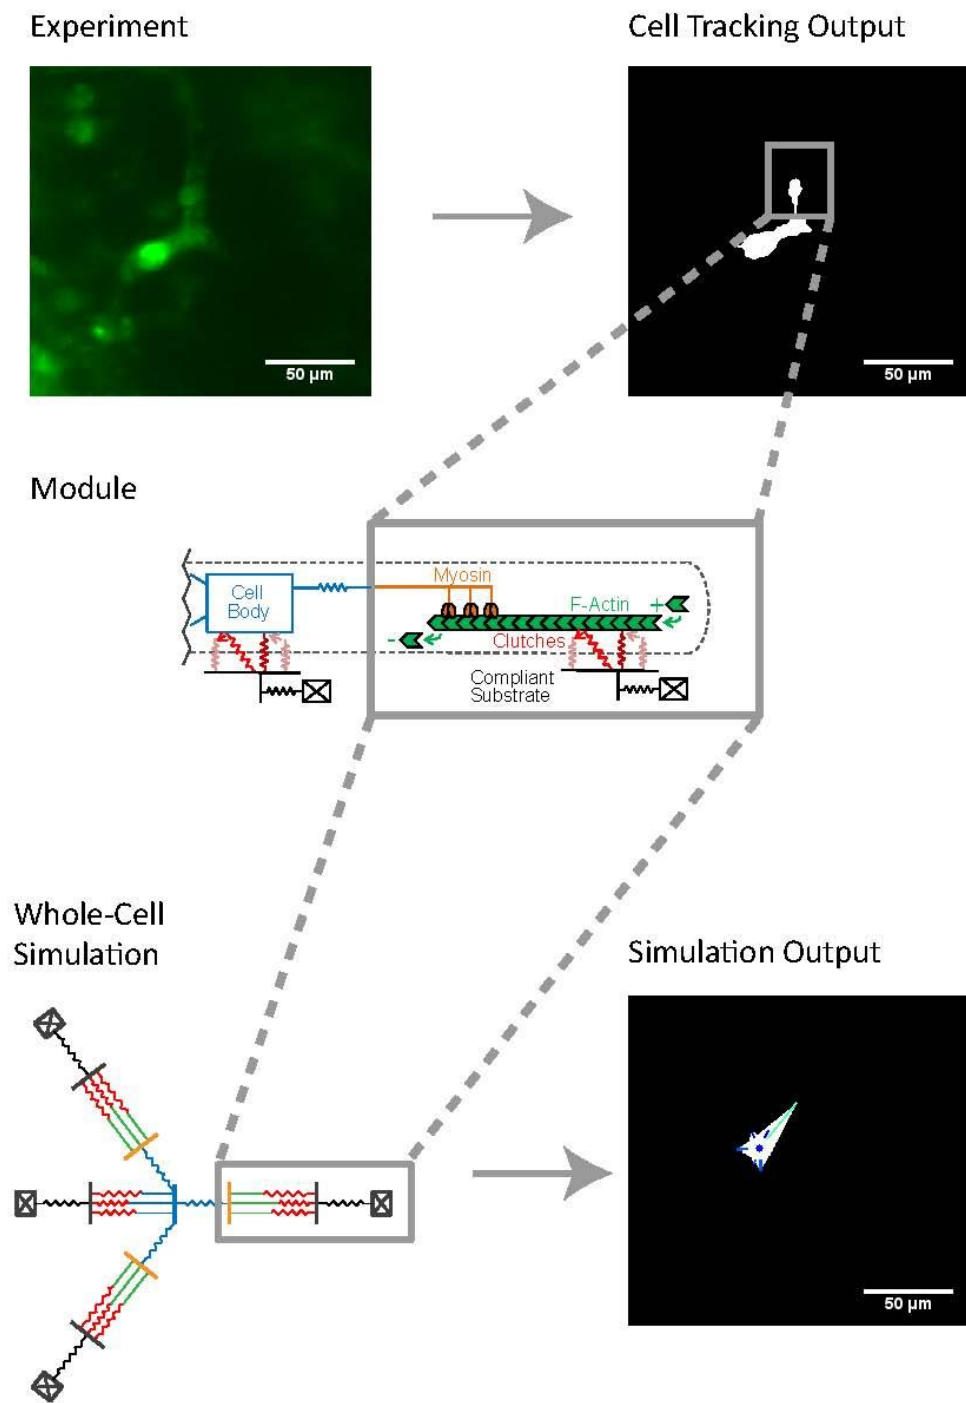 Experiment
Cell Tracking Output
50 μm
50 μm
Module
Myosin
Cell
Body
F-Actin +
-
Clutches
Compliant
Substrate
Whole-Cell
Simulation
Simulation Output
50 μm